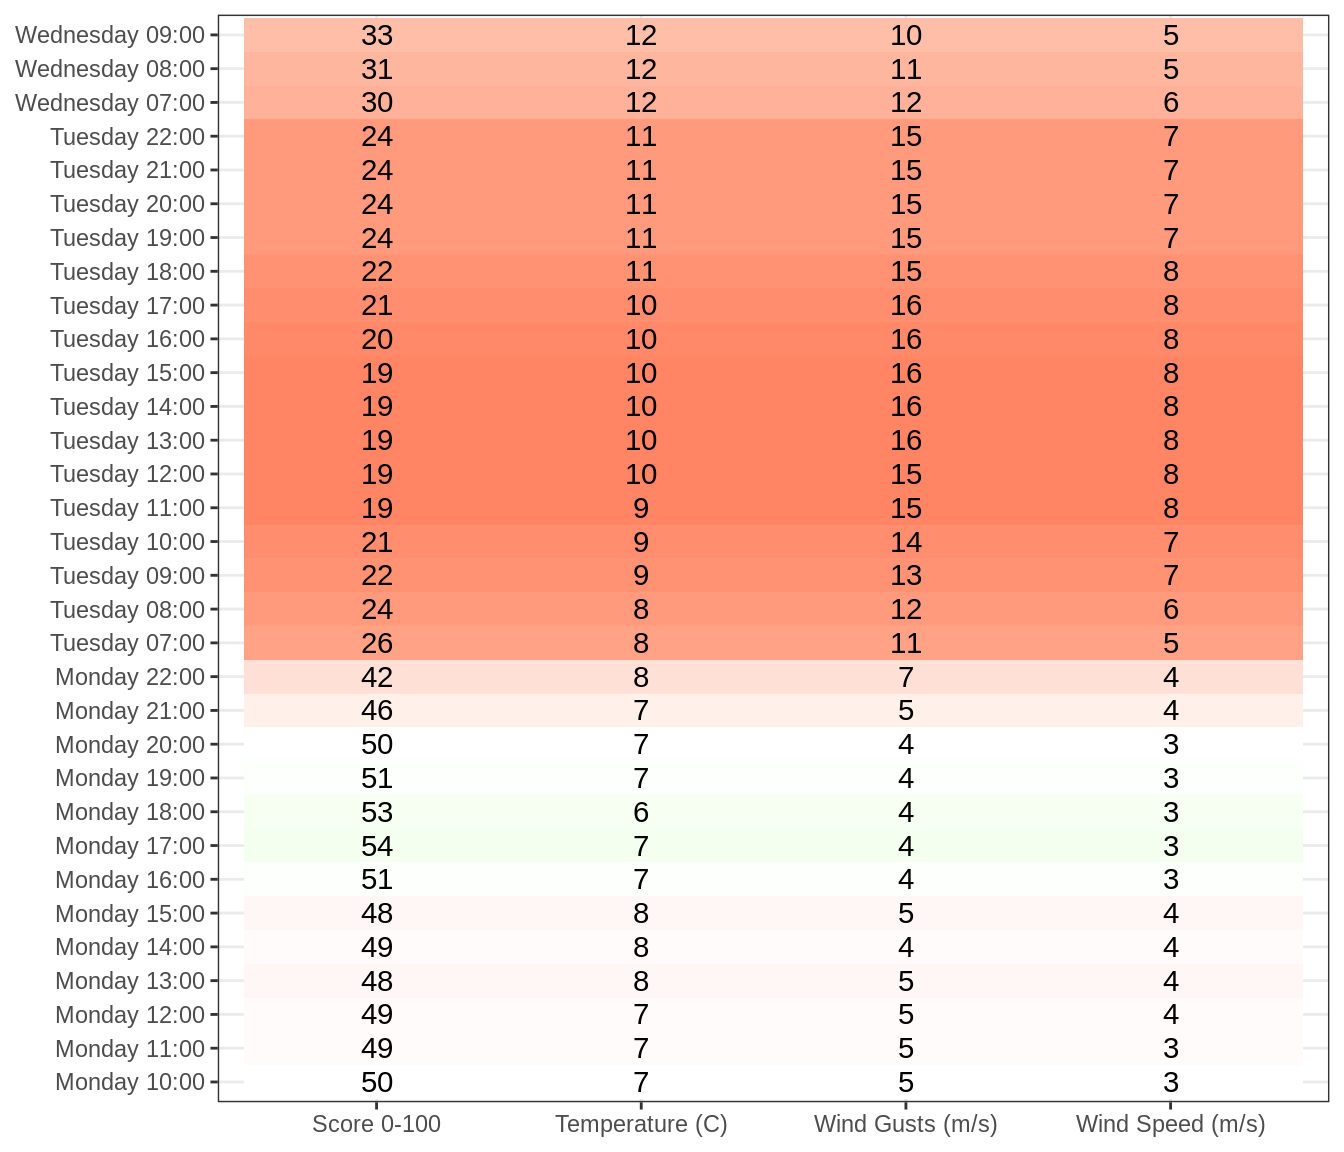 Wednesday 09:00 33 12 10 5
Wednesday 08:00 31 12 11 5
Wednesday 07:00 30 12 12 6
Tuesday 22:00 24 11 15 7
Tuesday 21:00 24 11 15 7
Tuesday 20:00 24 11 15 7
Tuesday 19:00 24 11 15 7
Tuesday 18:00 22 11 15 8
Tuesday 17:00 21 10 16 8
Tuesday 16:00 20 10 16 8
Tuesday 15:00 19 10 16 8
Tuesday 14:00 19 10 16 8
Tuesday 13:00 19 10 16 8
Tuesday 12:00 19 10 15 8
Tuesday 11:00 19 9 15 8
Tuesday 10:00 21 9 14 7
Tuesday 09:00 22 9 13 7
Tuesday 08:00 24 8 12 6
Tuesday 07:00 26 8 11 5
Monday 22:00 42 8 7 4
Monday 21:00 46 7 5 4
Monday 20:00 50 7 4 3
Monday 19:00 51 7 4 3
Monday 18:00 53 6 4 3
Monday 17:00 54 7 4 3
Monday 16:00 51 7 4 3
Monday 15:00 48 8 5 4
Monday 14:00 49 8 4 4
Monday 13:00 48 8 5 4
Monday 12:00 49 7 5 4
Monday 11:00 49 7 5 3
Monday 10:00 50 7 5 3
Score 0-100 Temperature (C) Wind Gusts (m/s) Wind Speed (m/s)